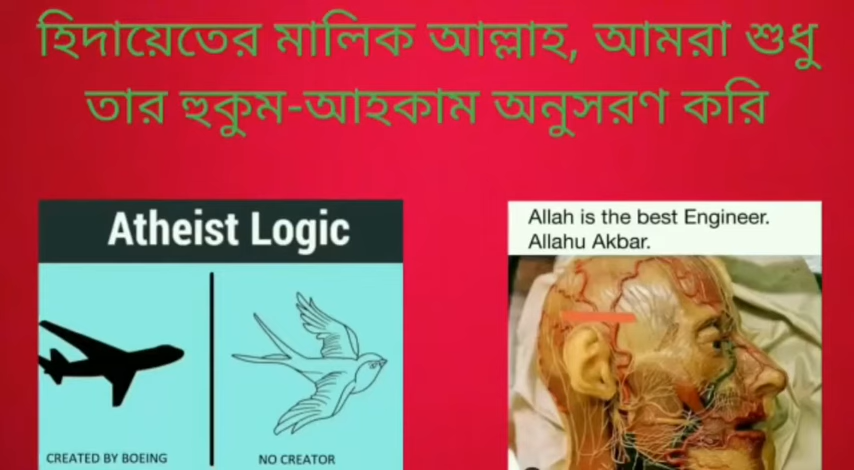 হিদায়েতের মালিক আল্লাহ, আমরা শুধু
তার হুকুম-আহকাম অনুসরণ করি
Atheist Logic
CREATED BY BOEING
NO CREATOR
Allah is the best Engineer.
Allahu Akbar.